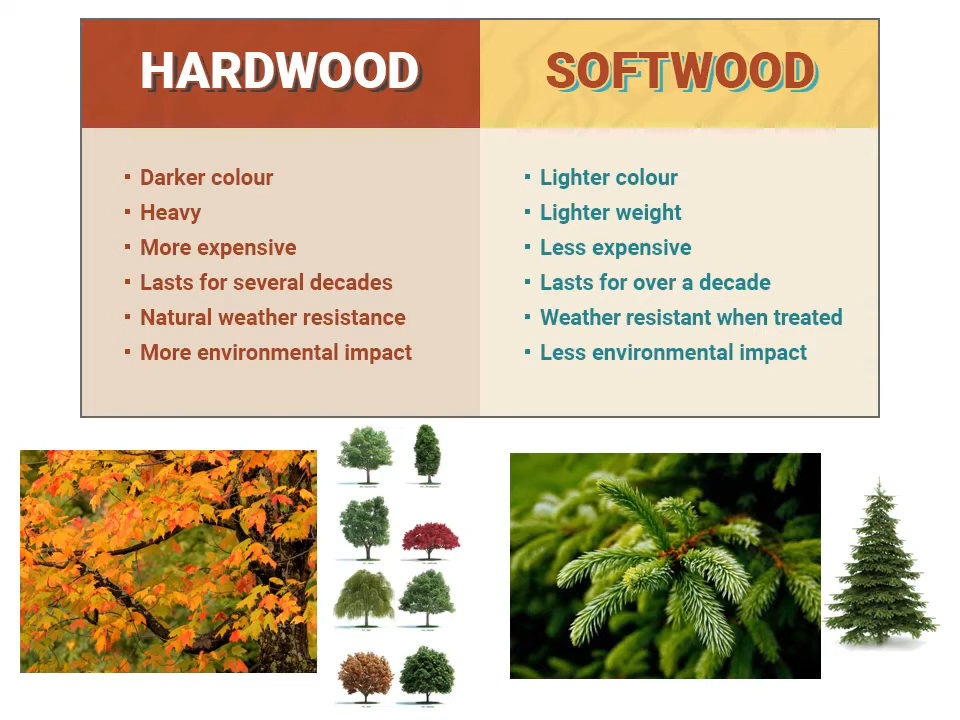 HARDWOOD
SOFTWOOD
▪ Darker colour
▪ Heavy
▪ More expensive
▪ Lasts for several decades
▪ Natural weather resistance
▪ More environmental impact
▪ Lighter colour
▪ Lighter weight
▪ Less expensive
▪ Lasts for over a decade
▪ Weather resistant when treated
▪ Less environmental impact